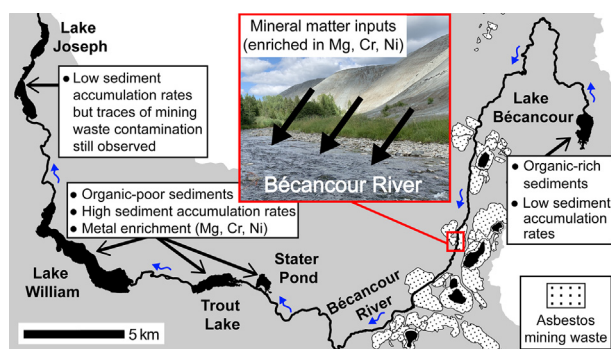 Lake
Joseph
● Low sediment
accumulation rates
but traces of mining
waste contamination
still observed
Mineral matter inputs
(enriched in Mg, Cr, Ni)
Bécancour River
Lake
Bécancour
● Organic-rich
sediments
● Low sediment
accumulation
rates
● Organic-poor sediments
● High sediment accumulation rates
● Metal enrichment (Mg, Cr, Ni)
Lake
William
Trout
Lake
Stater
Pond
Bécancour
River
5 km
Asbestos
mining waste